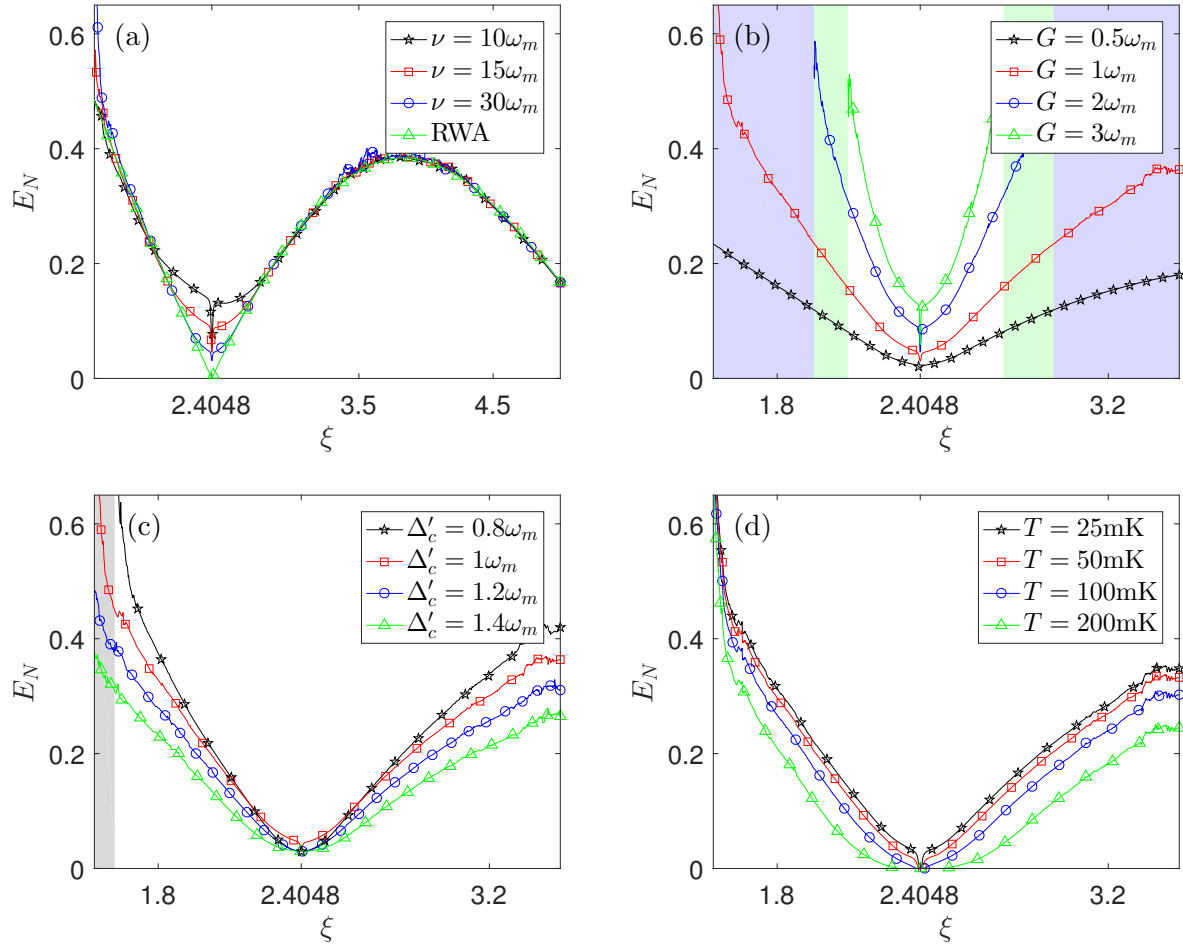 (a)
ν = 10ω_m
ν = 15ω_m
ν = 30ω_m
RWA
E_N
0.6
0.4
0.2
0
2.4048
3.5
4.5
ξ
(b)
G = 0.5ω_m
G = 1ω_m
G = 2ω_m
G = 3ω_m
E_N
0.6
0.4
0.2
0
1.8
2.4048
3.2
ξ
(c)
Δ′_c = 0.8ω_m
Δ′_c = 1ω_m
Δ′_c = 1.2ω_m
Δ′_c = 1.4ω_m
E_N
0.6
0.4
0.2
0
1.8
2.4048
3.2
ξ
(d)
T = 25mK
T = 50mK
T = 100mK
T = 200mK
E_N
0.6
0.4
0.2
0
1.8
2.4048
3.2
ξ